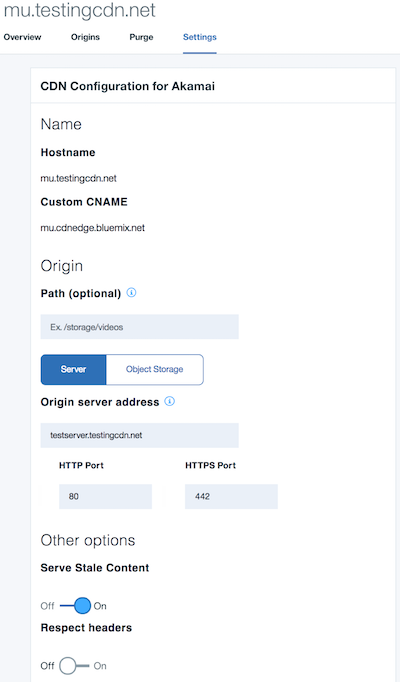 mu.testingcdn.net
Overview Origins Purge Settings
CDN Configuration for Akamai
Name
Hostname
mu.testingcdn.net
Custom CNAME
mu.cdnedge.bluemix.net
Origin
Path (optional)
Ex. /storage/videos
Server Object Storage
Origin server address
testserver.testingcdn.net
HTTP Port HTTPS Port
80 442
Other options
Serve Stale Content
Off On
Respect headers
Off On